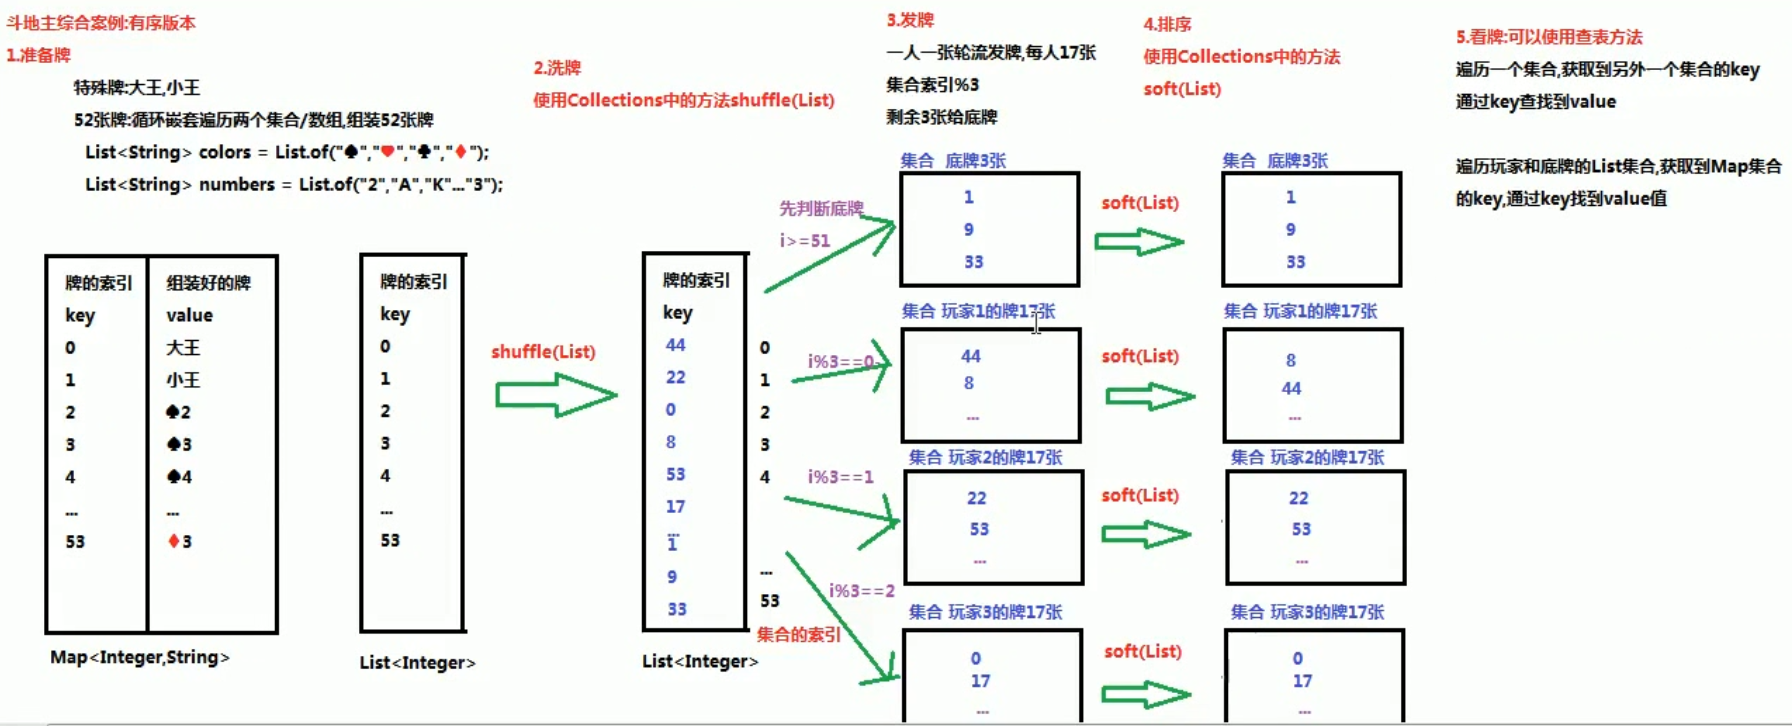 斗地主综合案例:有序版本
1.准备牌
特殊牌:大王,小王
52张牌:循环嵌套遍历两个集合/数组,组装52张牌
List<String> colors = List.of("♠","♥","♣","♦");
List<String> numbers = List.of("2","A","K"..."3");
牌的索引
key
0
1
2
3
4
...
53
组装好的牌
value
大王
小王
♠2
♠3
♠4
...
♦3
Map<Integer,String>
牌的索引
key
0
1
2
3
4
...
53
List<Integer>
2.洗牌
使用Collections中的方法shuffle(List)
shuffle(List)
牌的索引
key
44
22
0
8
53
17
...
1
9
33
List<Integer>
0
1
2
3
4
...
53
集合的索引
3.发牌
一人一张轮流发牌,每人17张
集合索引%3
剩余3张给底牌
先判断底牌
i>=51
i%3==0
i%3==1
i%3==2
集合 底牌3张
1
9
33
集合 玩家1的牌17张
44
8
...
集合 玩家2的牌17张
22
53
...
集合 玩家3的牌17张
0
17
...
4.排序
使用Collections中的方法
soft(List)
soft(List)
soft(List)
soft(List)
soft(List)
集合 底牌3张
1
9
33
集合 玩家1的牌17张
8
44
...
集合 玩家2的牌17张
22
53
...
集合 玩家3的牌17张
0
17
...
5.看牌:可以使用查表方法
遍历一个集合,获取到另外一个集合的key
通过key查找到value
遍历玩家和底牌的List集合,获取到Map集合
的key,通过key找到value值